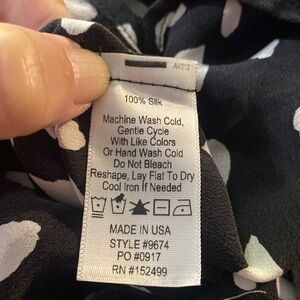 AV312
100% Silk
Machine Wash Cold,
Gentle Cycle
With Like Colors
Or Hand Wash Cold
Do Not Bleach
Reshape, Lay Flat To Dry
Cool Iron If Needed
MADE IN USA
STYLE #9674
PO #0917
RN #152499